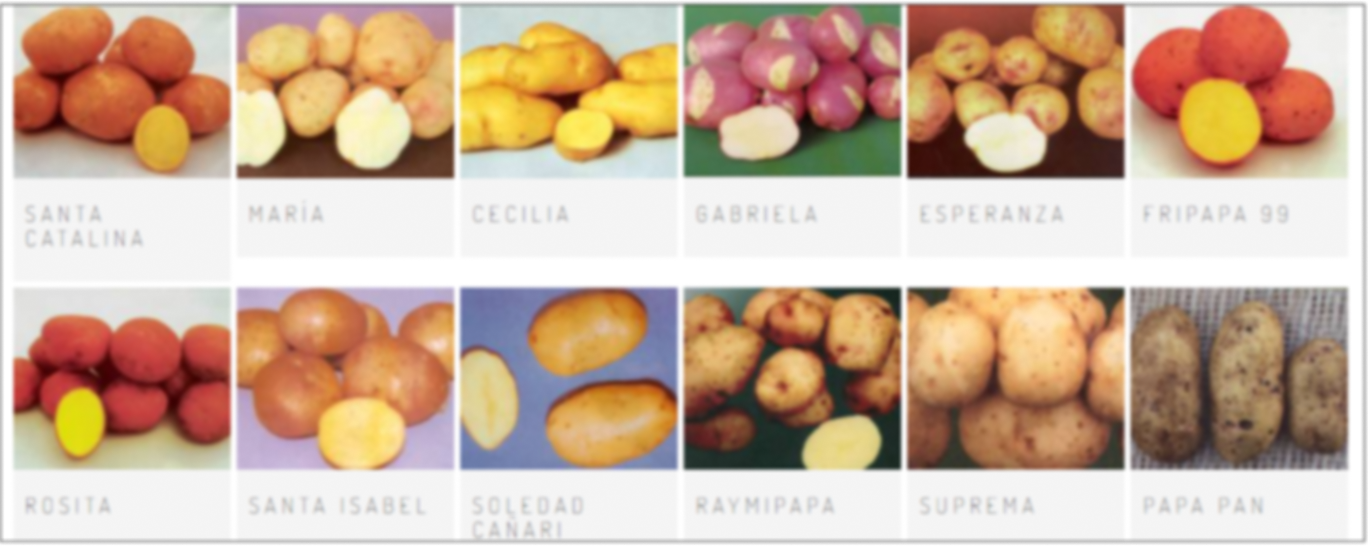 SANTA
CATALINA
MARÍA
CECILIA
GABRIELA
ESPERANZA
FRIPAPA 99
ROSITA
SANTA ISABEL
SOLEDAD
CAÑARI
RAYMIPAPA
SUPREMA
PAPA PAN